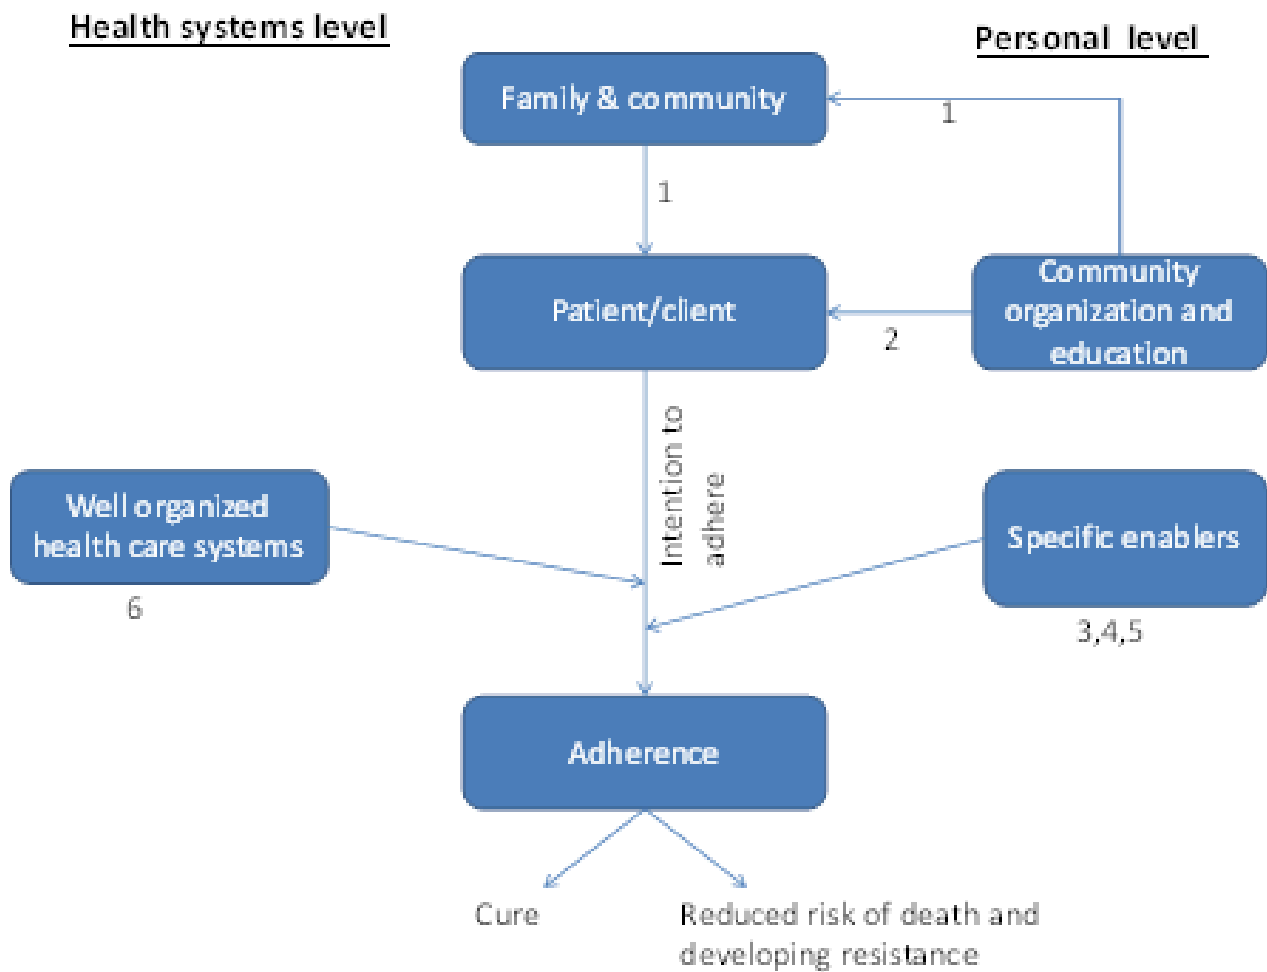 Health systems level
Personal level
Family & community
1
1
Community
organization and
education
Patient/client
2
Intention to
adhere
Well organized
health care systems
6
Specific enablers
3,4,5
Adherence
Cure
Reduced risk of death and
developing resistance